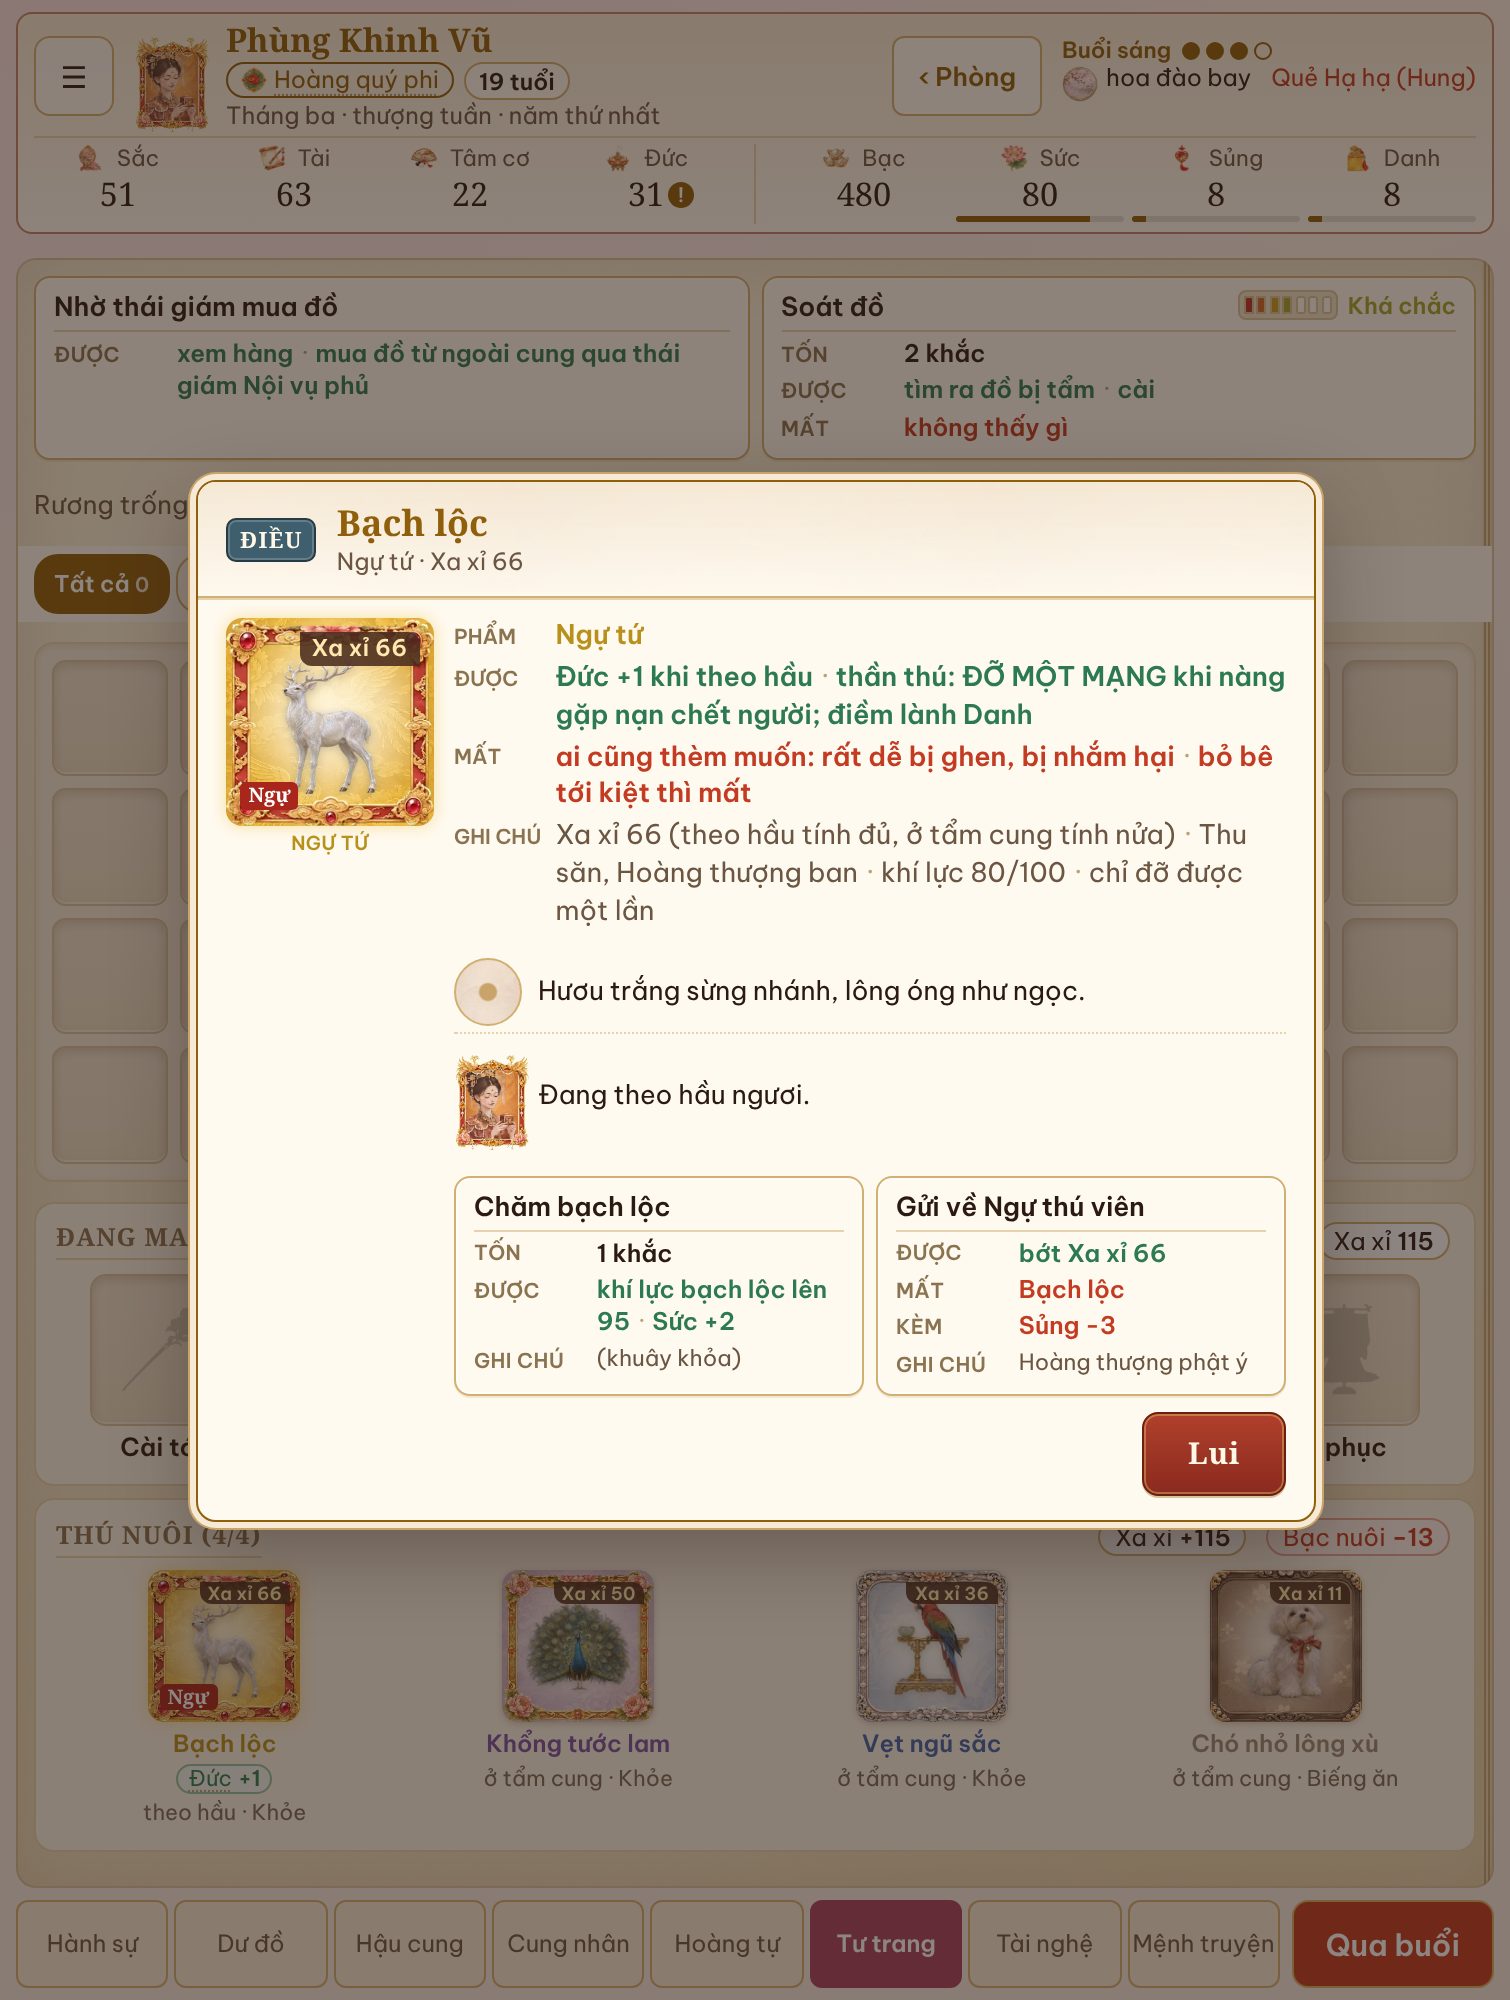 ☰
Phùng Khinh Vũ
Hoàng quý phi
19 tuổi
Tháng ba · thượng tuần · năm thứ nhất
‹ Phòng
Buổi sáng
hoa đào bay
Quẻ Hạ hạ (Hung)
Sắc
51
Tài
63
Tâm cơ
22
Đức
31 !
Bạc
480
Sức
80
Sủng
8
Danh
8
Nhờ thái giám mua đồ
ĐƯỢC xem hàng · mua đồ từ ngoài cung qua thái
giám Nội vụ phủ
Soát đồ
Khá chắc
TỐN 2 khắc
ĐƯỢC tìm ra đồ bị tẩm · cài
MẤT không thấy gì
Rương trống
Tất cả 0
ĐIỀU
Bạch lộc
Ngự tứ · Xa xỉ 66
Xa xỉ 66
Ngự
NGỰ TỨ
PHẨM Ngự tứ
ĐƯỢC Đức +1 khi theo hầu · thần thú: ĐỠ MỘT MẠNG khi nàng
gặp nạn chết người; điềm lành Danh
MẤT ai cũng thèm muốn: rất dễ bị ghen, bị nhắm hại · bỏ bê
tới kiệt thì mất
GHI CHÚ Xa xỉ 66 (theo hầu tính đủ, ở tẩm cung tính nửa) · Thu
săn, Hoàng thượng ban · khí lực 80/100 · chỉ đỡ được
một lần
Hươu trắng sừng nhánh, lông óng như ngọc.
Đang theo hầu ngươi.
Chăm bạch lộc
TỐN 1 khắc
ĐƯỢC khí lực bạch lộc lên
95 · Sức +2
GHI CHÚ (khuây khỏa)
Gửi về Ngự thú viên
ĐƯỢC bớt Xa xỉ 66
MẤT Bạch lộc
KÈM Sủng −3
GHI CHÚ Hoàng thượng phật ý
Lui
ĐANG MA
Xa xỉ 115
Cài tó
phục
THÚ NUÔI (4/4)
Xa xỉ +115
Bạc nuôi −13
Xa xỉ 66
Ngự
Bạch lộc
Đức +1
theo hầu · Khỏe
Xa xỉ 50
Khổng tước lam
ở tẩm cung · Khỏe
Xa xỉ 36
Vẹt ngũ sắc
ở tẩm cung · Khỏe
Xa xỉ 11
Chó nhỏ lông xù
ở tẩm cung · Biếng ăn
Hành sự
Dư đồ
Hậu cung
Cung nhân
Hoàng tự
Tư trang
Tài nghệ
Mệnh truyện
Qua buổi